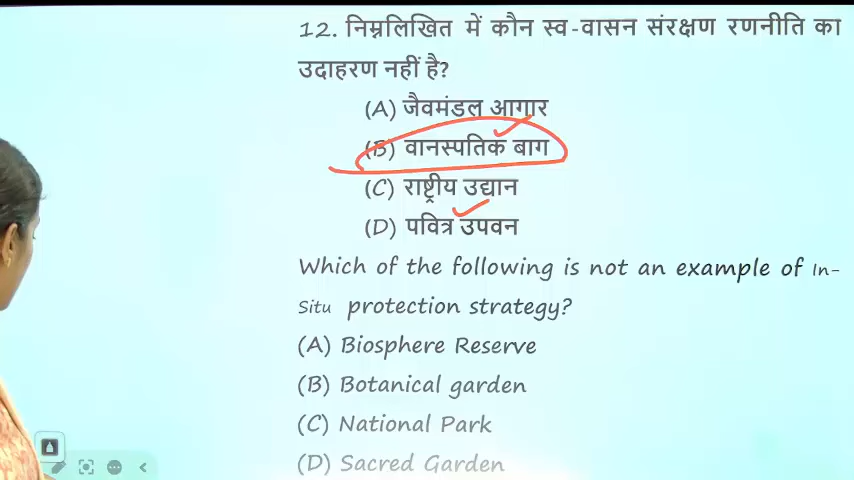 12. निम्नलिखित में कौन स्व-वासन संरक्षण रणनीति का
उदाहरण नहीं है?
(A) जैवमंडल आगार
(B) वानस्पतिक बाग
(C) राष्ट्रीय उद्यान
(D) पवित्र उपवन
Which of the following is not an example of In-
Situ protection strategy?
(A) Biosphere Reserve
(B) Botanical garden
(C) National Park
(D) Sacred Garden